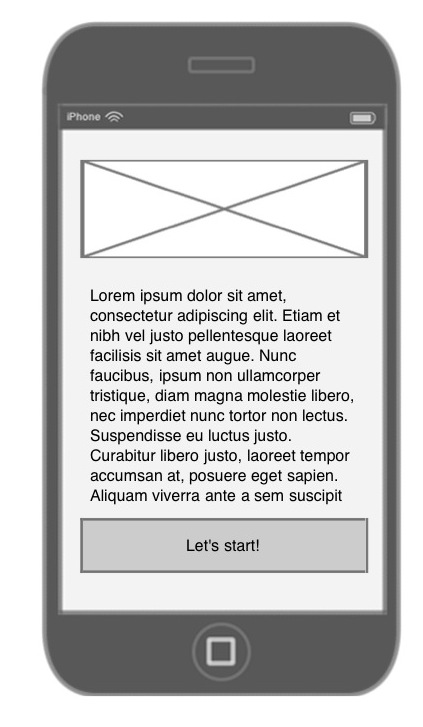 iPhone
Lorem ipsum dolor sit amet,
consectetur adipiscing elit. Etiam et
nibh vel justo pellentesque laoreet
facilisis sit amet augue. Nunc
faucibus, ipsum non ullamcorper
tristique, diam magna molestie libero,
nec imperdiet nunc tortor non lectus.
Suspendisse eu luctus justo.
Curabitur libero justo, laoreet tempor
accumsan at, posuere eget sapien.
Aliquam viverra ante a sem suscipit
Let's start!